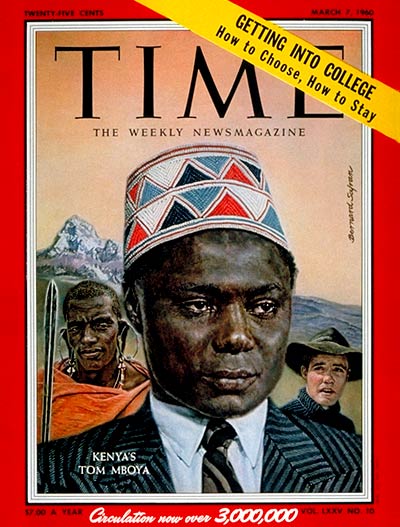 TWENTY-FIVE CENTS
MARCH 7, 1960
GETTING INTO COLLEGE
How to Choose, How to Stay
TIME
THE WEEKLY NEWSMAGAZINE
Bernard Safran
KENYA'S
TOM MBOYA
$7.00 A YEAR
Circulation now over 3,000,000
VOL. LXXV NO. 10